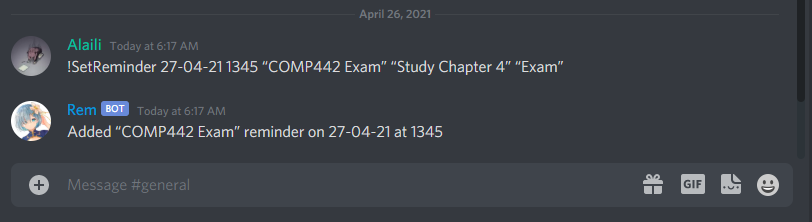 April 26, 2021
Alaili Today at 6:17 AM
!SetReminder 27-04-21 1345 “COMP442 Exam” “Study Chapter 4” “Exam”
Rem BOT Today at 6:17 AM
Added “COMP442 Exam” reminder on 27-04-21 at 1345
Message #general
GIF